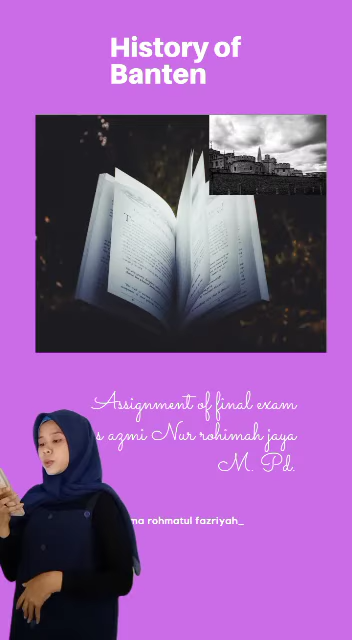 History of
Banten
Assignment of final exam
s azmi Nur rohimah jaya
M. Pd.
ma rohmatul fazriyah_